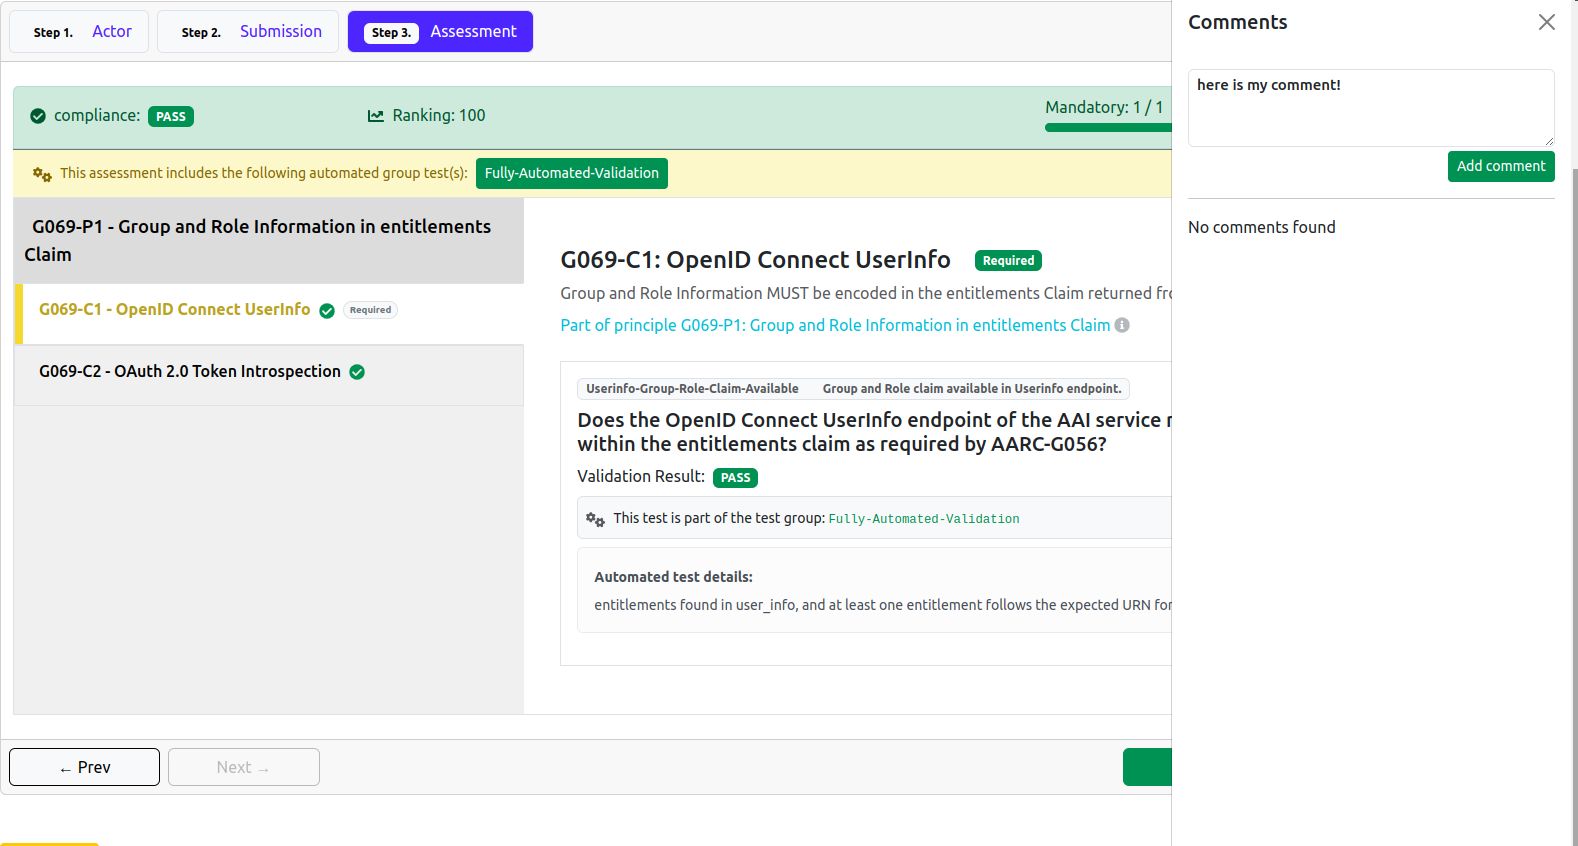 Step 1. Actor
Step 2. Submission
Step 3. Assessment
compliance: PASS
Ranking: 100
Mandatory: 1 / 1
This assessment includes the following automated group test(s): Fully-Automated-Validation
G069-P1 - Group and Role Information in entitlements
Claim
G069-C1 - OpenID Connect UserInfo Required
G069-C2 - OAuth 2.0 Token Introspection
G069-C1: OpenID Connect UserInfo Required
Group and Role Information MUST be encoded in the entitlements Claim returned
Part of principle G069-P1: Group and Role Information in entitlements Claim
Userinfo-Group-Role-Claim-Available Group and Role claim available in Userinfo endpoint.
Does the OpenID Connect UserInfo endpoint of the AAI service
within the entitlements claim as required by AARC-G056?
Validation Result: PASS
This test is part of the test group: Fully-Automated-Validation
Automated test details:
entitlements found in user_info, and at least one entitlement follows the expected URN
← Prev
Next →
Comments
here is my comment!
Add comment
No comments found